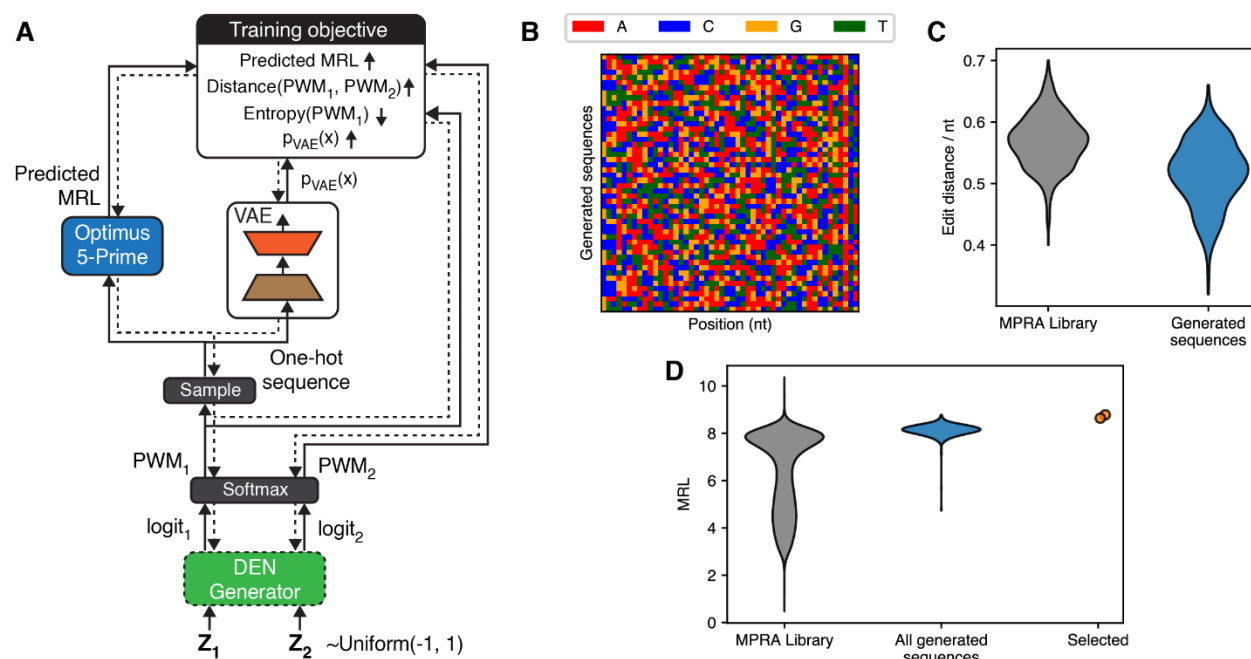 A
Training objective
Predicted MRL ↑
Distance(PWM₁, PWM₂) ↑
Entropy(PWM₁) ↓
p_VAE(x) ↑
Predicted
MRL
p_VAE(x)
VAE
Optimus
5-Prime
One-hot
sequence
Sample
PWM₁
PWM₂
Softmax
logit₁
logit₂
DEN
Generator
Z₁
Z₂ ~Uniform(-1, 1)
B
A C G T
Generated sequences
Position (nt)
C
Edit distance / nt
0.7
0.6
0.5
0.4
MPRA Library
Generated
sequences
D
MRL
10
8
6
4
2
0
MPRA Library
All generated
sequences
Selected